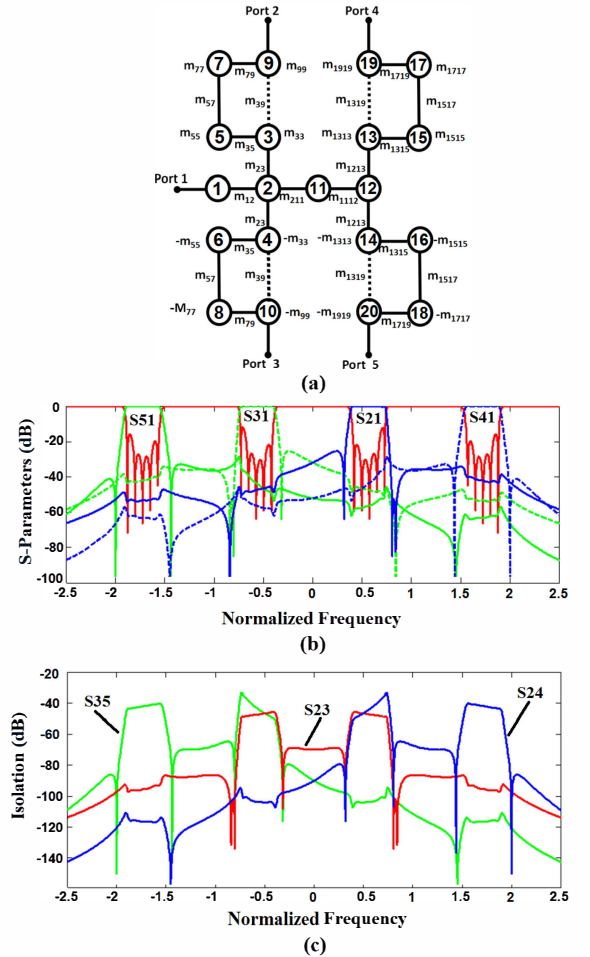 Port 2 Port 4
7 9 19 17
m77 m79 m99 m1919 m1719 m1717
m57 m39 m1319 m1517
m55 5 3 m33 m1313 13 15 m1515
m35 m1315
m23 m1213
Port 1
1 2 11 12
m12 m211 m1112
m23 m1213
-m55 6 4 -m33 -m1313 14 16 -m1515
m35 m1315
m57 m39 m1319 m1517
-M77 8 10 -m99 -m1919 20 18 -m1717
m79 m1719
Port 3 Port 5
(a)
S-Parameters (dB)
0
-20
-40
-60
-80
-100
S51 S31 S21 S41
-2.5 -2 -1.5 -1 -0.5 0 0.5 1 1.5 2 2.5
Normalized Frequency
(b)
Isolation (dB)
-20
-40
-60
-80
-100
-120
-140
S35 S23 S24
-2.5 -2 -1.5 -1 -0.5 0 0.5 1 1.5 2 2.5
Normalized Frequency
(c)